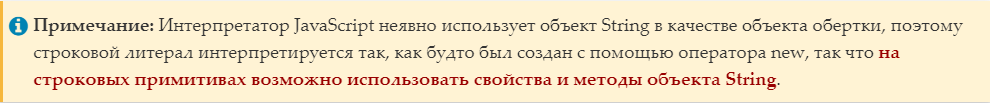 Примечание: Интерпретатор JavaScript неявно использует объект String в качестве объекта обертки, поэтому
строковой литерал интерпретируется так, как будто был создан с помощью оператора new, так что на
строковых примитивах возможно использовать свойства и методы объекта String.